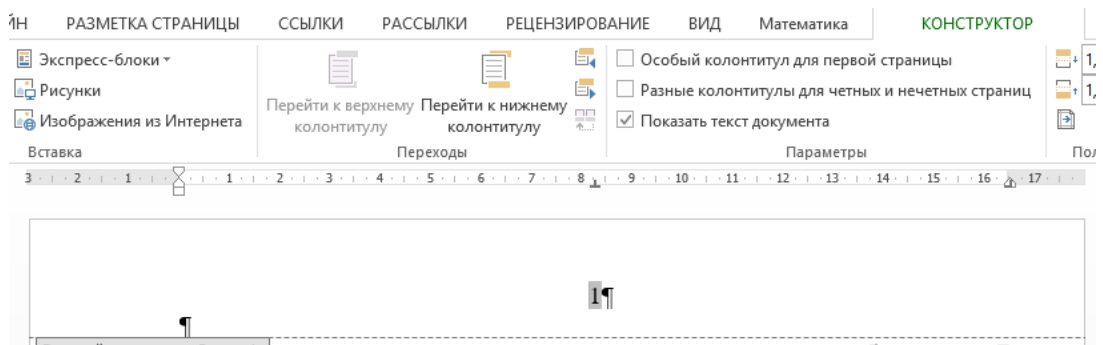 ЙН РАЗМЕТКА СТРАНИЦЫ ССЫЛКИ РАССЫЛКИ РЕЦЕНЗИРОВАНИЕ ВИД Математика КОНСТРУКТОР
Экспресс-блоки
Рисунки
Изображения из Интернета
Вставка
Перейти к верхнему колонтитулу
Перейти к нижнему колонтитулу
Переходы
Особый колонтитул для первой страницы
Разные колонтитулы для четных и нечетных страниц
Показать текст документа
Параметры
1,
1,
Пол
3 2 1 1 2 3 4 5 6 7 8 9 10 11 12 13 14 15 16 17
1¶
¶